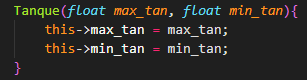 Tanque(float max_tan, float min_tan){
    this->max_tan = max_tan;
    this->min_tan = min_tan;
}